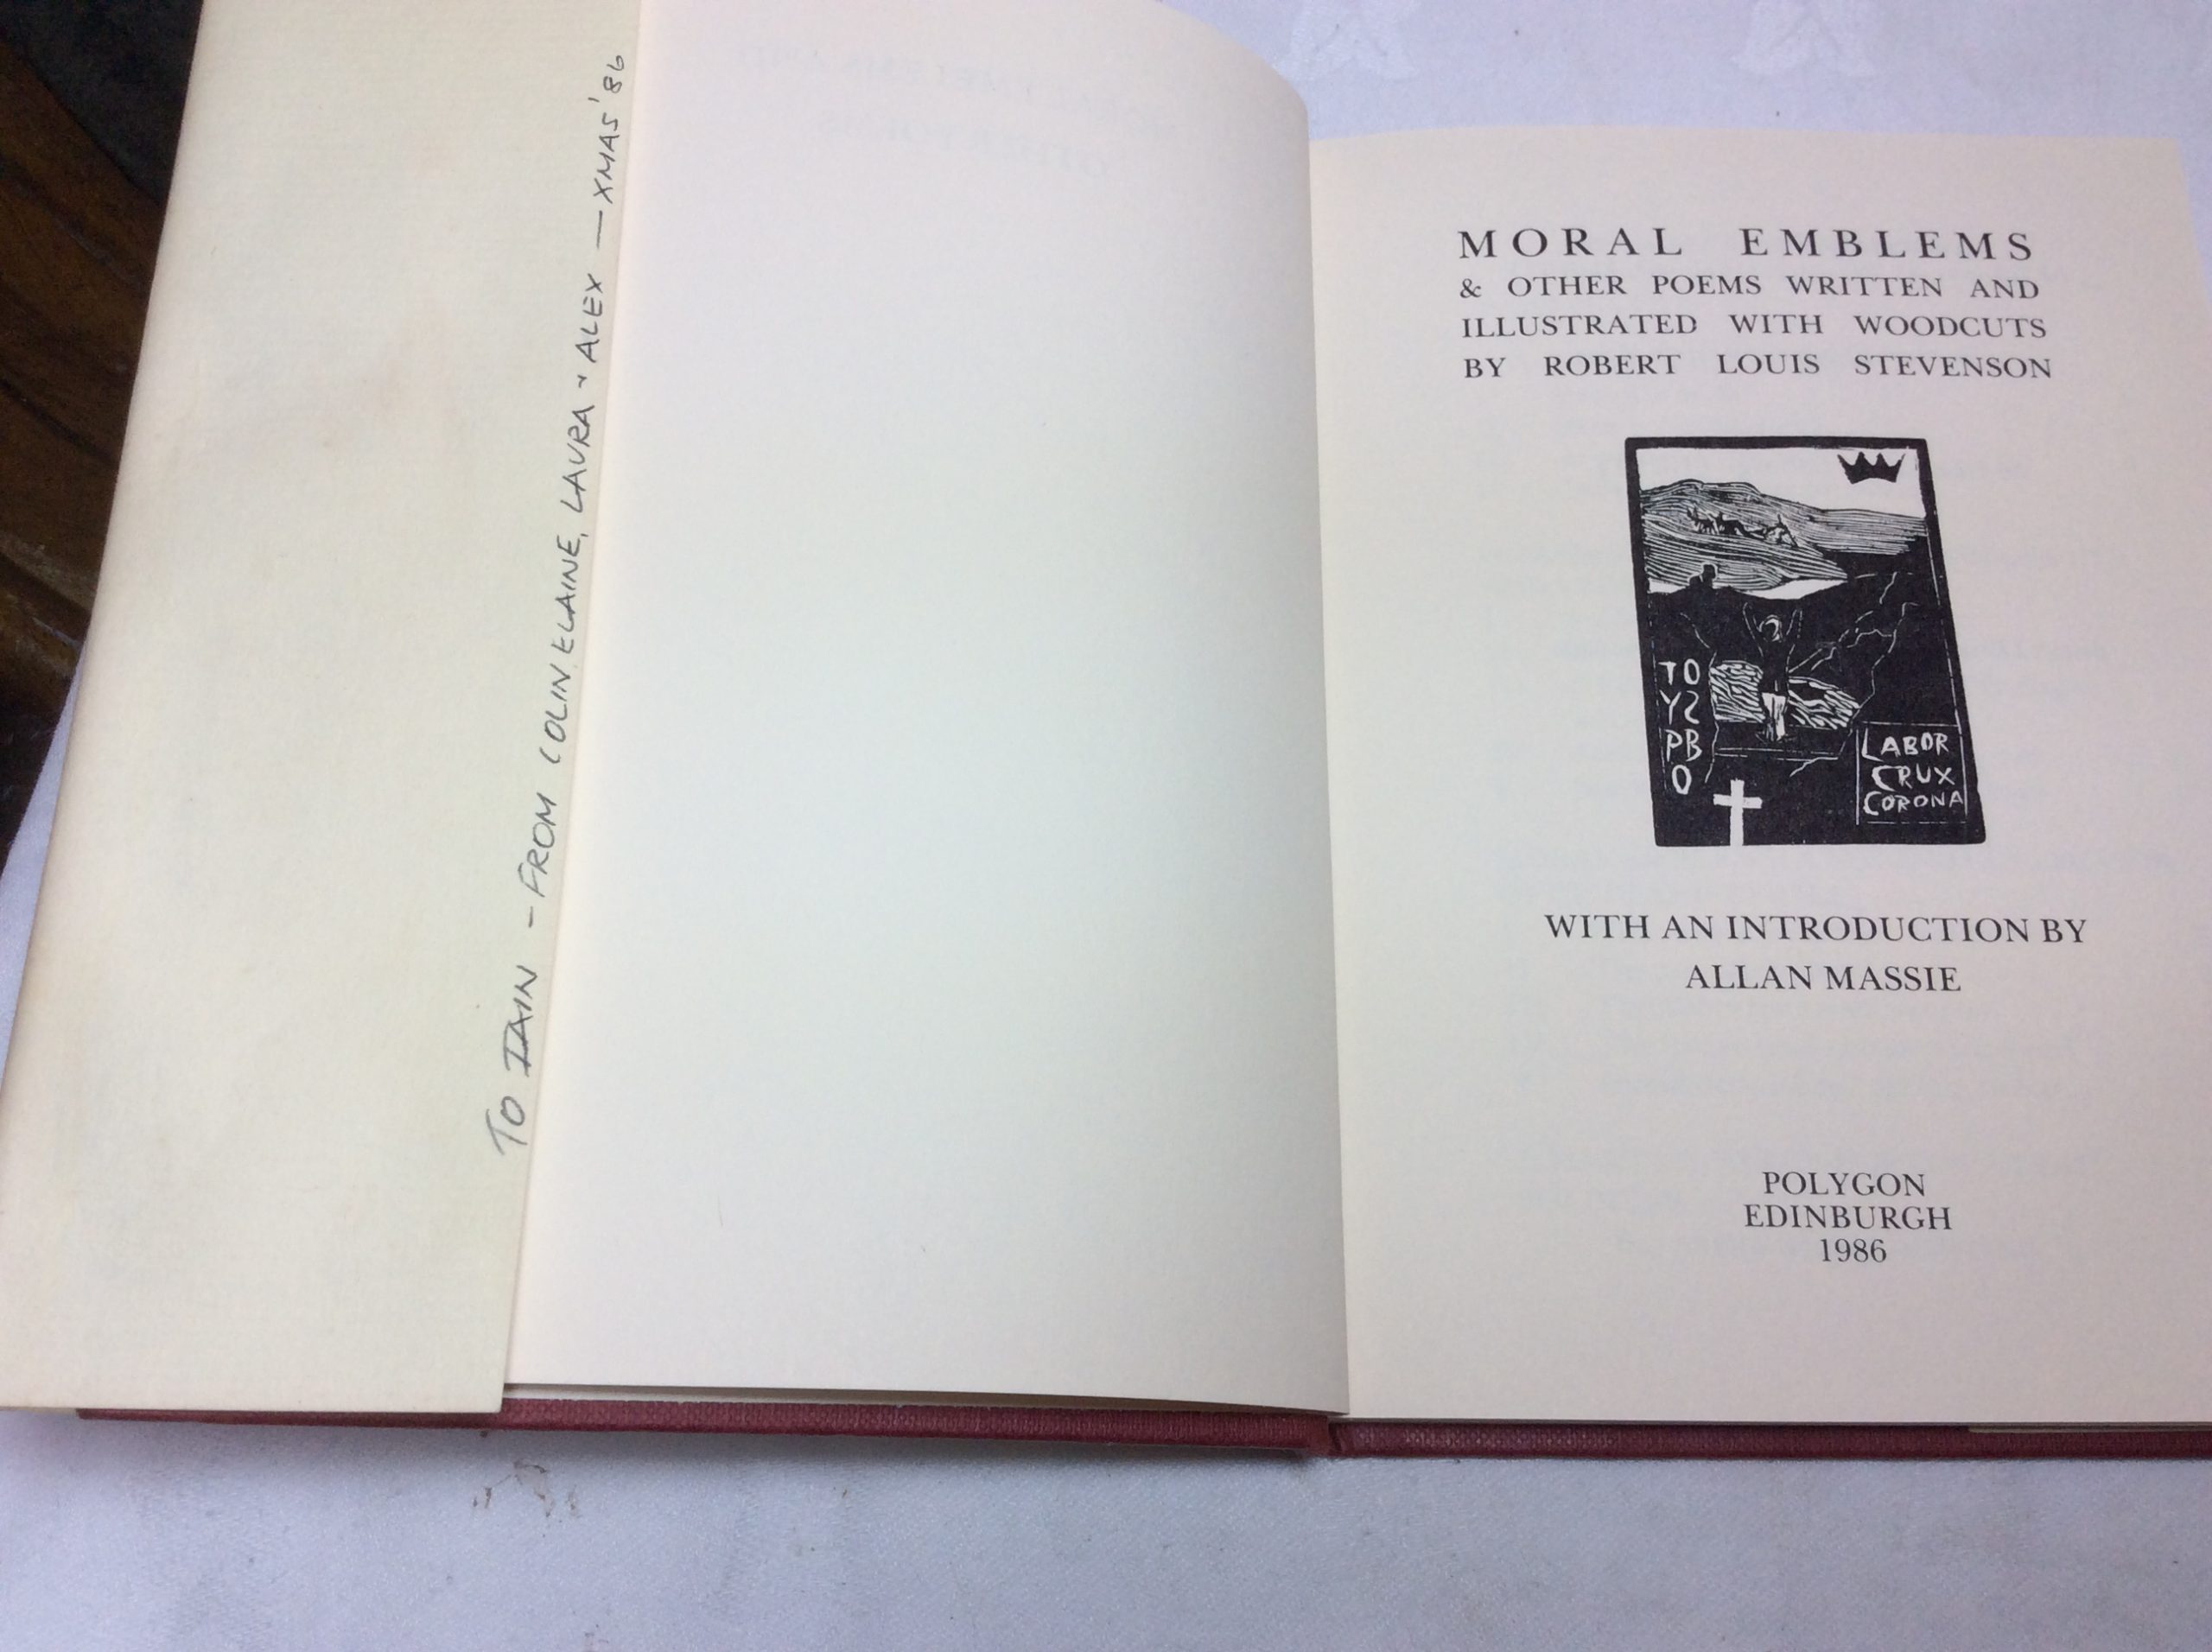 TO IAIN - FROM COLIN, ELAINE, LAURA + ALEX — XMAS '86
MORAL EMBLEMS
& OTHER POEMS WRITTEN AND
ILLUSTRATED WITH WOODCUTS
BY ROBERT LOUIS STEVENSON
TO
YS
PB
O
LABOR
CRUX
CORONA
WITH AN INTRODUCTION BY
ALLAN MASSIE
POLYGON
EDINBURGH
1986